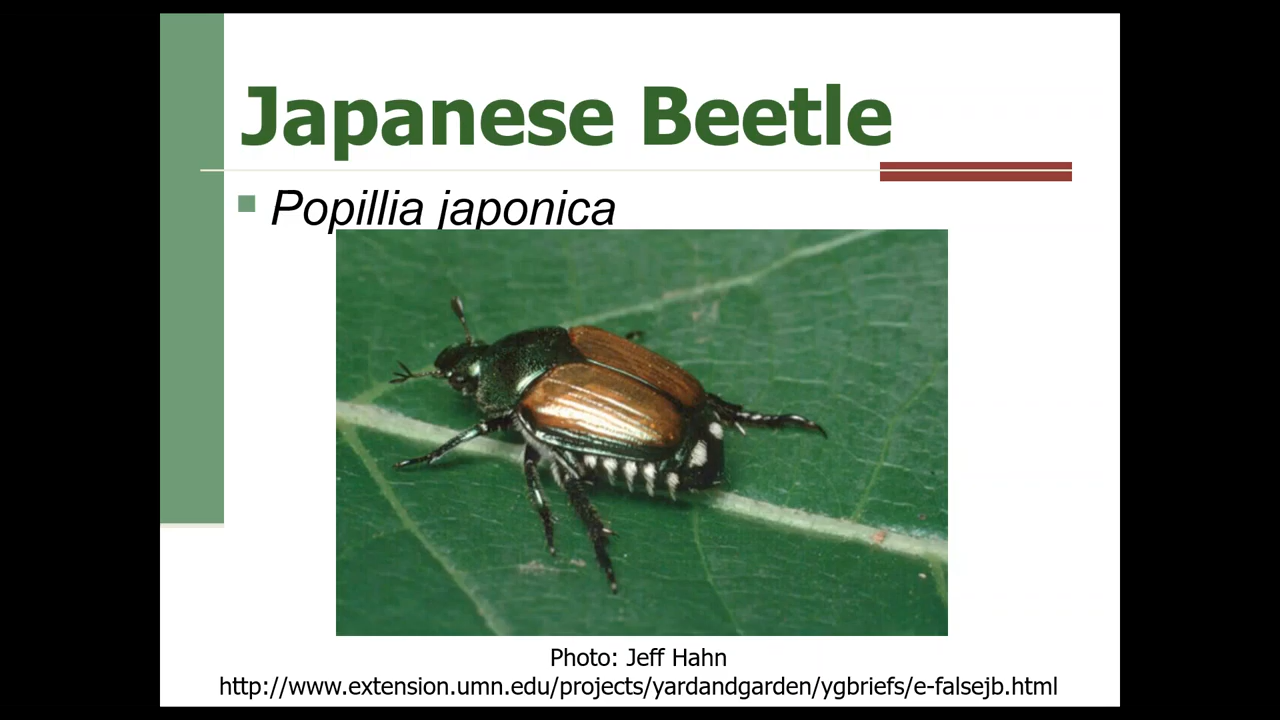 Japanese Beetle
Popillia japonica
Photo: Jeff Hahn
http://www.extension.umn.edu/projects/yardandgarden/ygbriefs/e-falsejb.html